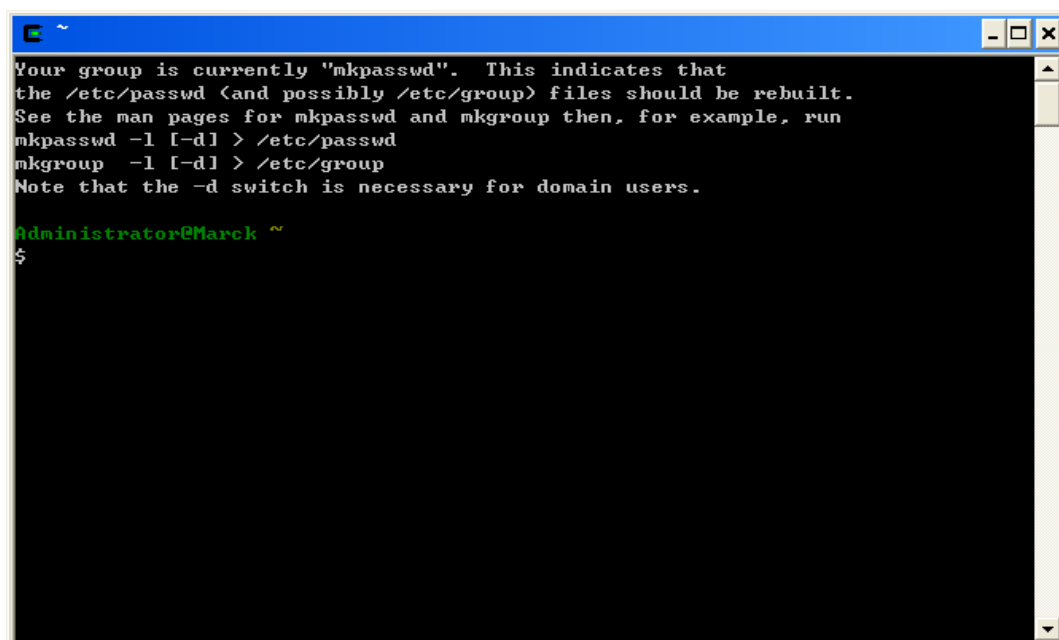 ~
Your group is currently "mkpasswd".  This indicates that
the /etc/passwd (and possibly /etc/group) files should be rebuilt.
See the man pages for mkpasswd and mkgroup then, for example, run
mkpasswd -l [-d] > /etc/passwd
mkgroup  -l [-d] > /etc/group
Note that the -d switch is necessary for domain users.
Administrator@Marck ~
$